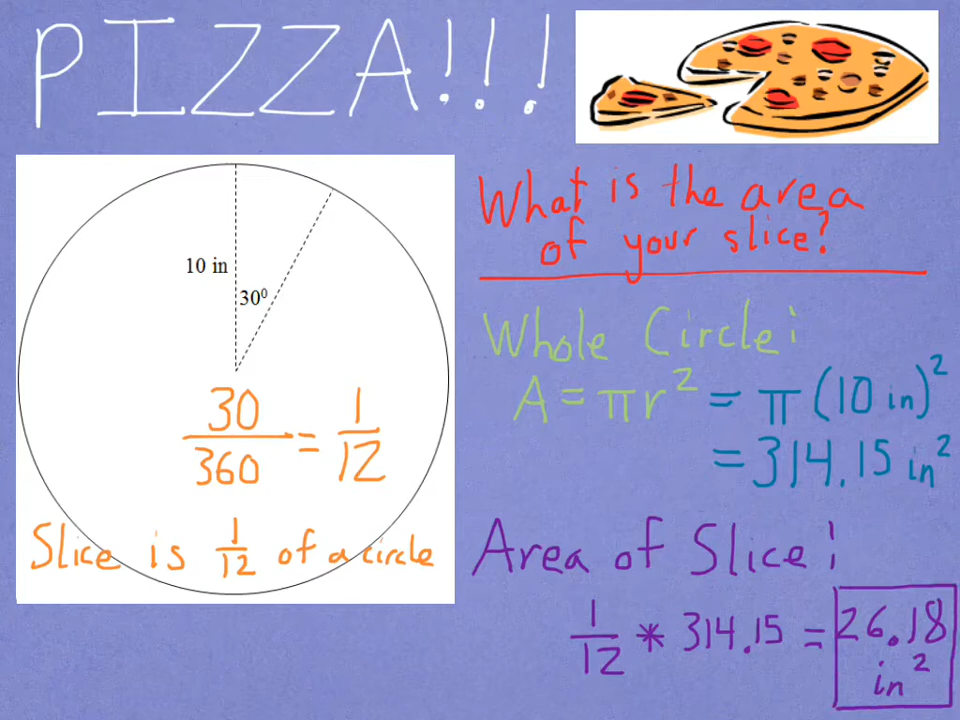 PIZZA!!!
10 in
30⁰
30/360 = 1/12
Slice is 1/12 of a circle
What is the area
of your slice?
Whole Circle:
A = πr² = π(10 in)²
= 314.15 in²
Area of Slice:
1/12 * 314.15 = 26.18
in²